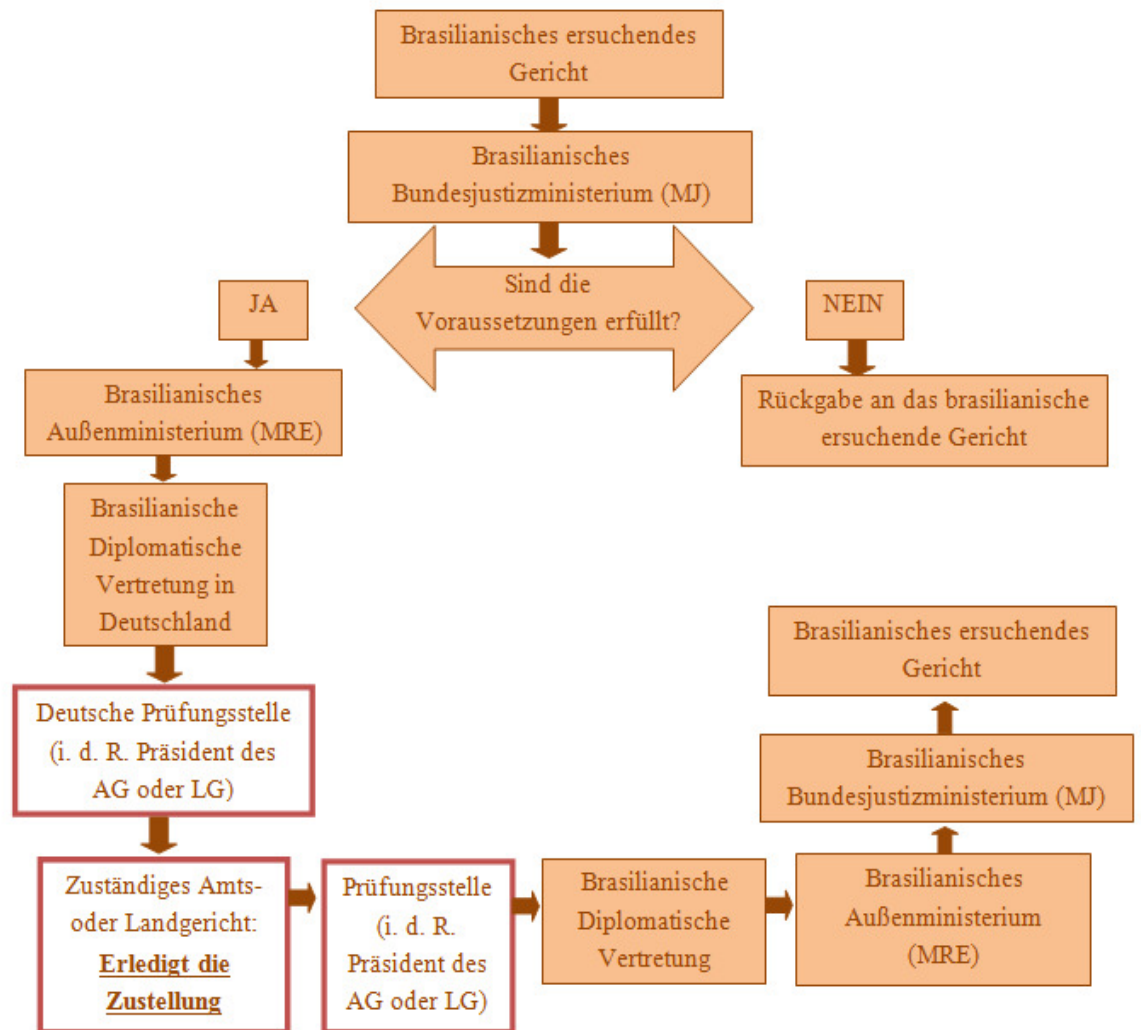 Brasilianisches ersuchendes
Gericht
Brasilianisches
Bundesjustizministerium (MJ)
Sind die
Voraussetzungen erfüllt?
JA
NEIN
Brasilianisches
Außenministerium (MRE)
Rückgabe an das brasilianische
ersuchende Gericht
Brasilianische
Diplomatische
Vertretung in
Deutschland
Deutsche Prüfungsstelle
(i. d. R. Präsident des
AG oder LG)
Zuständiges Amts-
oder Landgericht:
Erledigt die
Zustellung
Prüfungsstelle
(i. d. R.
Präsident des
AG oder LG)
Brasilianische
Diplomatische
Vertretung
Brasilianisches
Außenministerium
(MRE)
Brasilianisches
Bundesjustizministerium (MJ)
Brasilianisches ersuchendes
Gericht